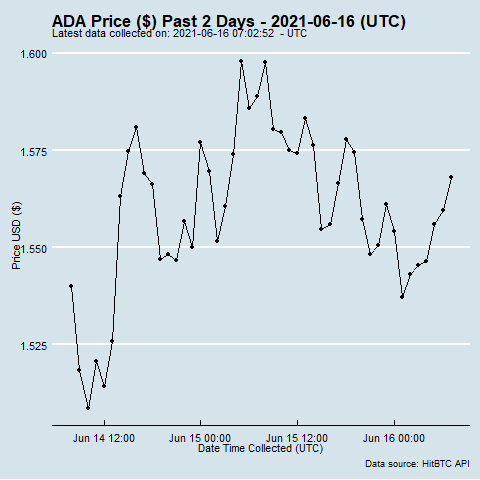 ADA Price ($) Past 2 Days - 2021-06-16 (UTC)
Latest data collected on: 2021-06-16 07:02:52 - UTC
1.600
1.575
1.550
1.525
Price USD ($)
Jun 14 12:00 Jun 15 00:00 Jun 15 12:00 Jun 16 00:00
Date Time Collected (UTC)
Data source: HitBTC API